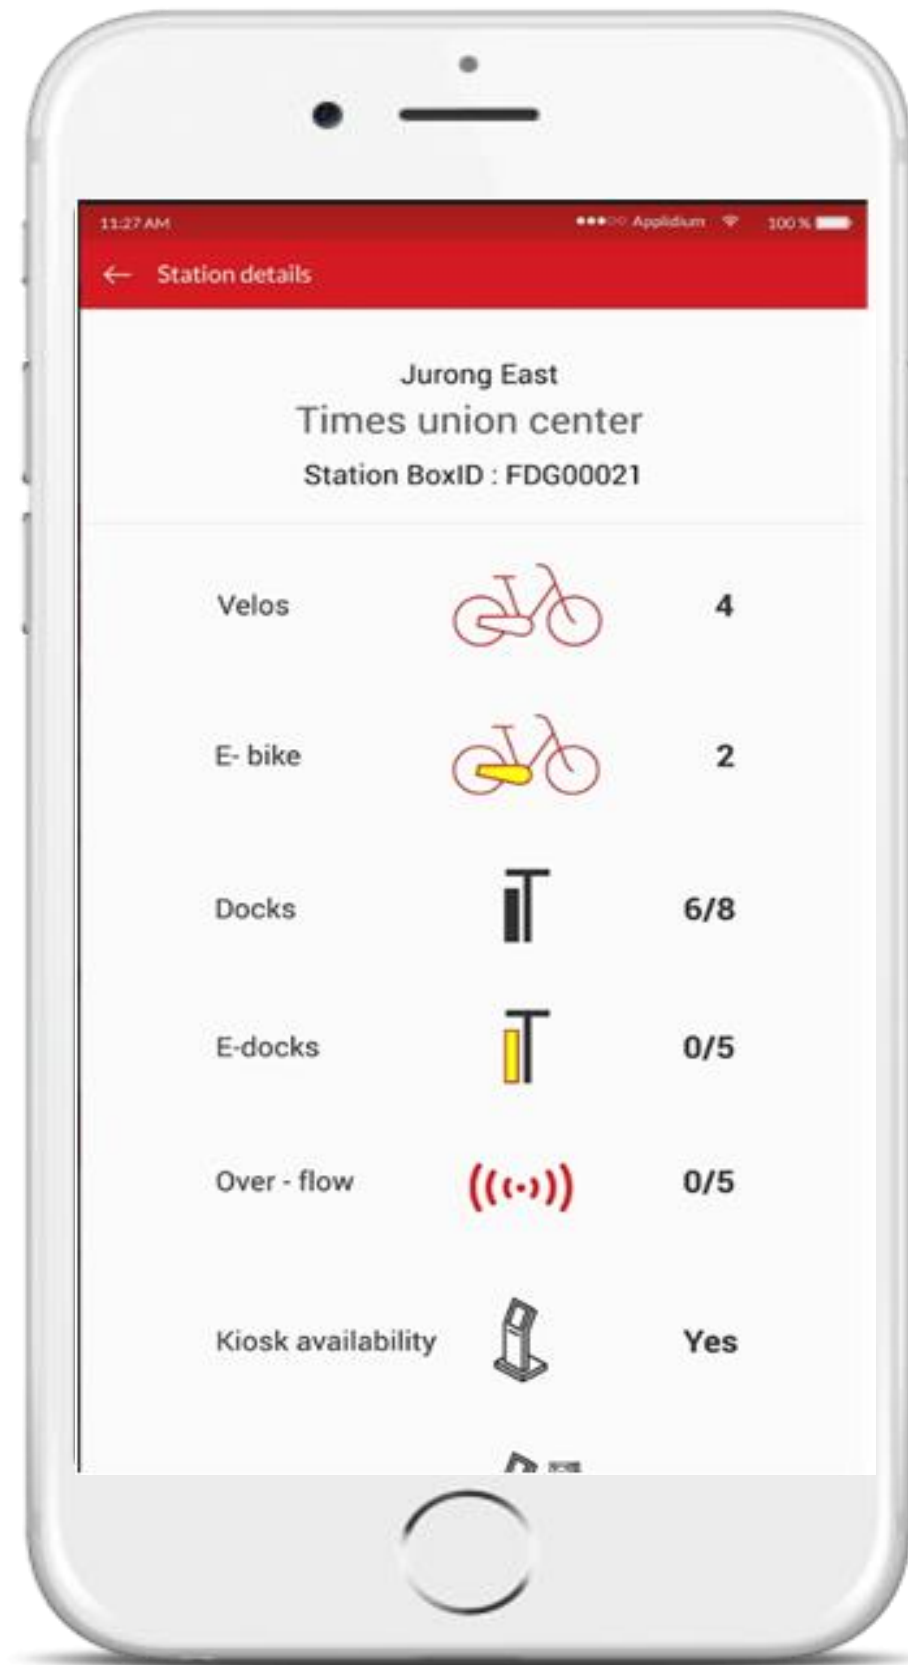 11:27 AM Applidium 100 %
← Station details
Jurong East
Times union center
Station BoxID : FDG00021
Velos 4
E- bike 2
Docks 6/8
E-docks 0/5
Over - flow 0/5
Kiosk availability Yes